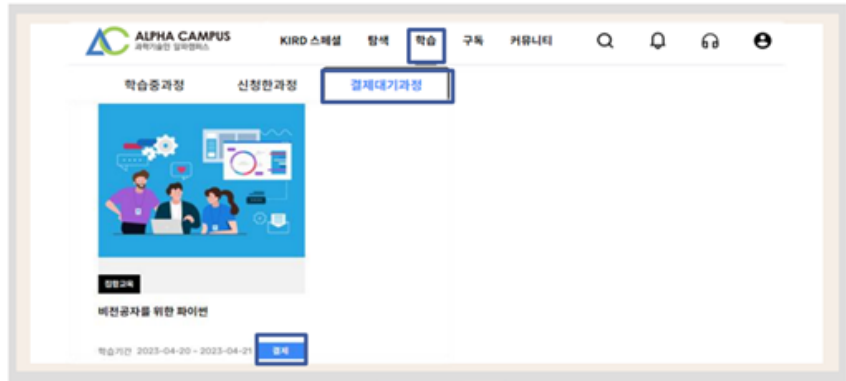 ALPHA CAMPUS
과학기술인 알파캠퍼스
KIRD 스페셜 탐색 학습 구독 커뮤니티
학습중과정 신청한과정 결제대기과정
집합교육
비전공자를 위한 파이썬
학습기간 2023-04-20 ~ 2023-04-21 결제